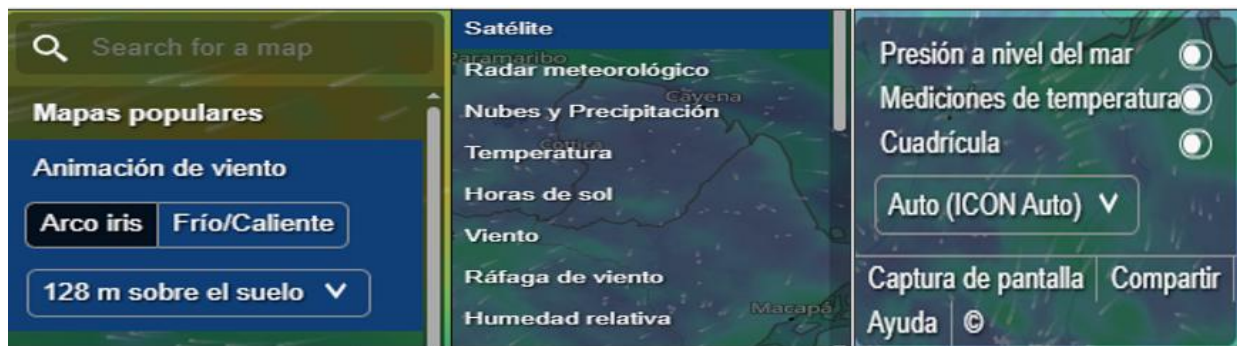 Search for a map
Mapas populares
Animación de viento
Arco iris Frío/Caliente
128 m sobre el suelo
Satélite
Paramaribo
Radar meteorológico
Cayena
Nubes y Precipitación
Temperatura
Horas de sol
Viento
Ráfaga de viento
Macapá
Humedad relativa
Presión a nivel del mar
Mediciones de temperatura
Cuadrícula
Auto (ICON Auto)
Captura de pantalla Compartir
Ayuda ©